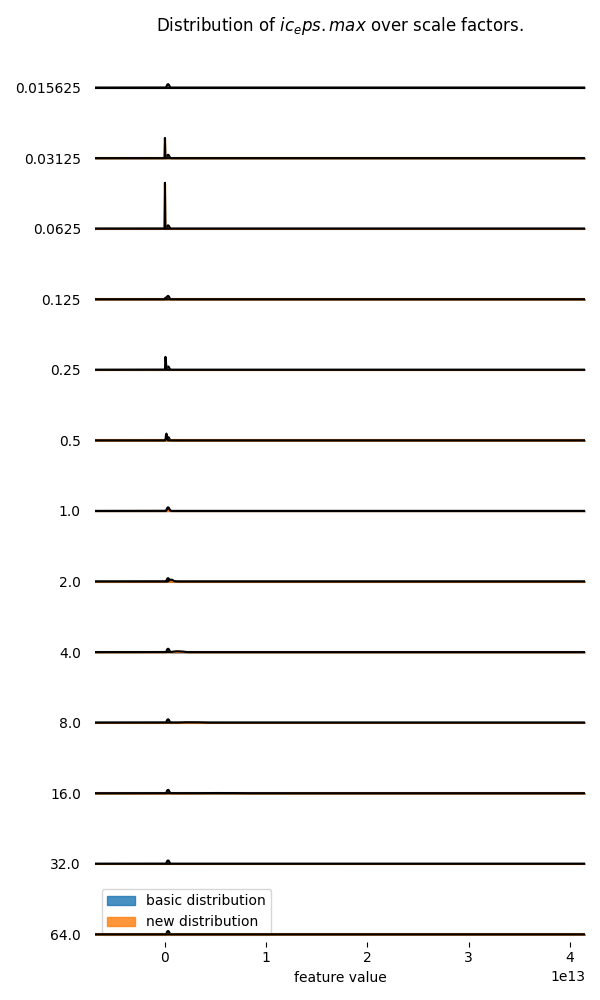 Distribution of ic_eps.max over scale factors.
0.015625
0.03125
0.0625
0.125
0.25
0.5
1.0
2.0
4.0
8.0
16.0
32.0
basic distribution
new distribution
64.0
0 1 2 3 4
1e13
feature value